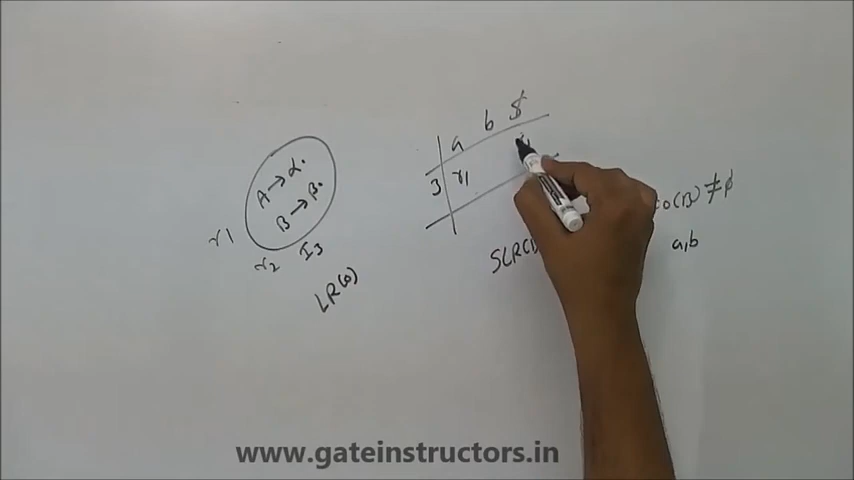 a b $
3 r1
A → α.
B → β.
r1
r2 I3
LR(0)
SLR(1)
(B) ≠ ϕ
a,b
www.gateinstructors.in